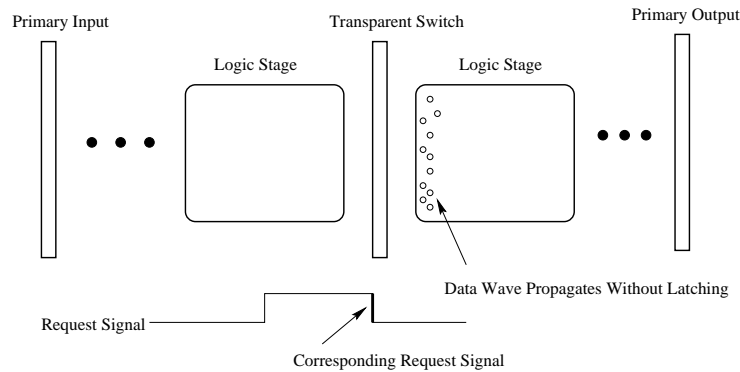 Primary Input
Transparent Switch
Primary Output
Logic Stage
Logic Stage
Data Wave Propagates Without Latching
Request Signal
Corresponding Request Signal